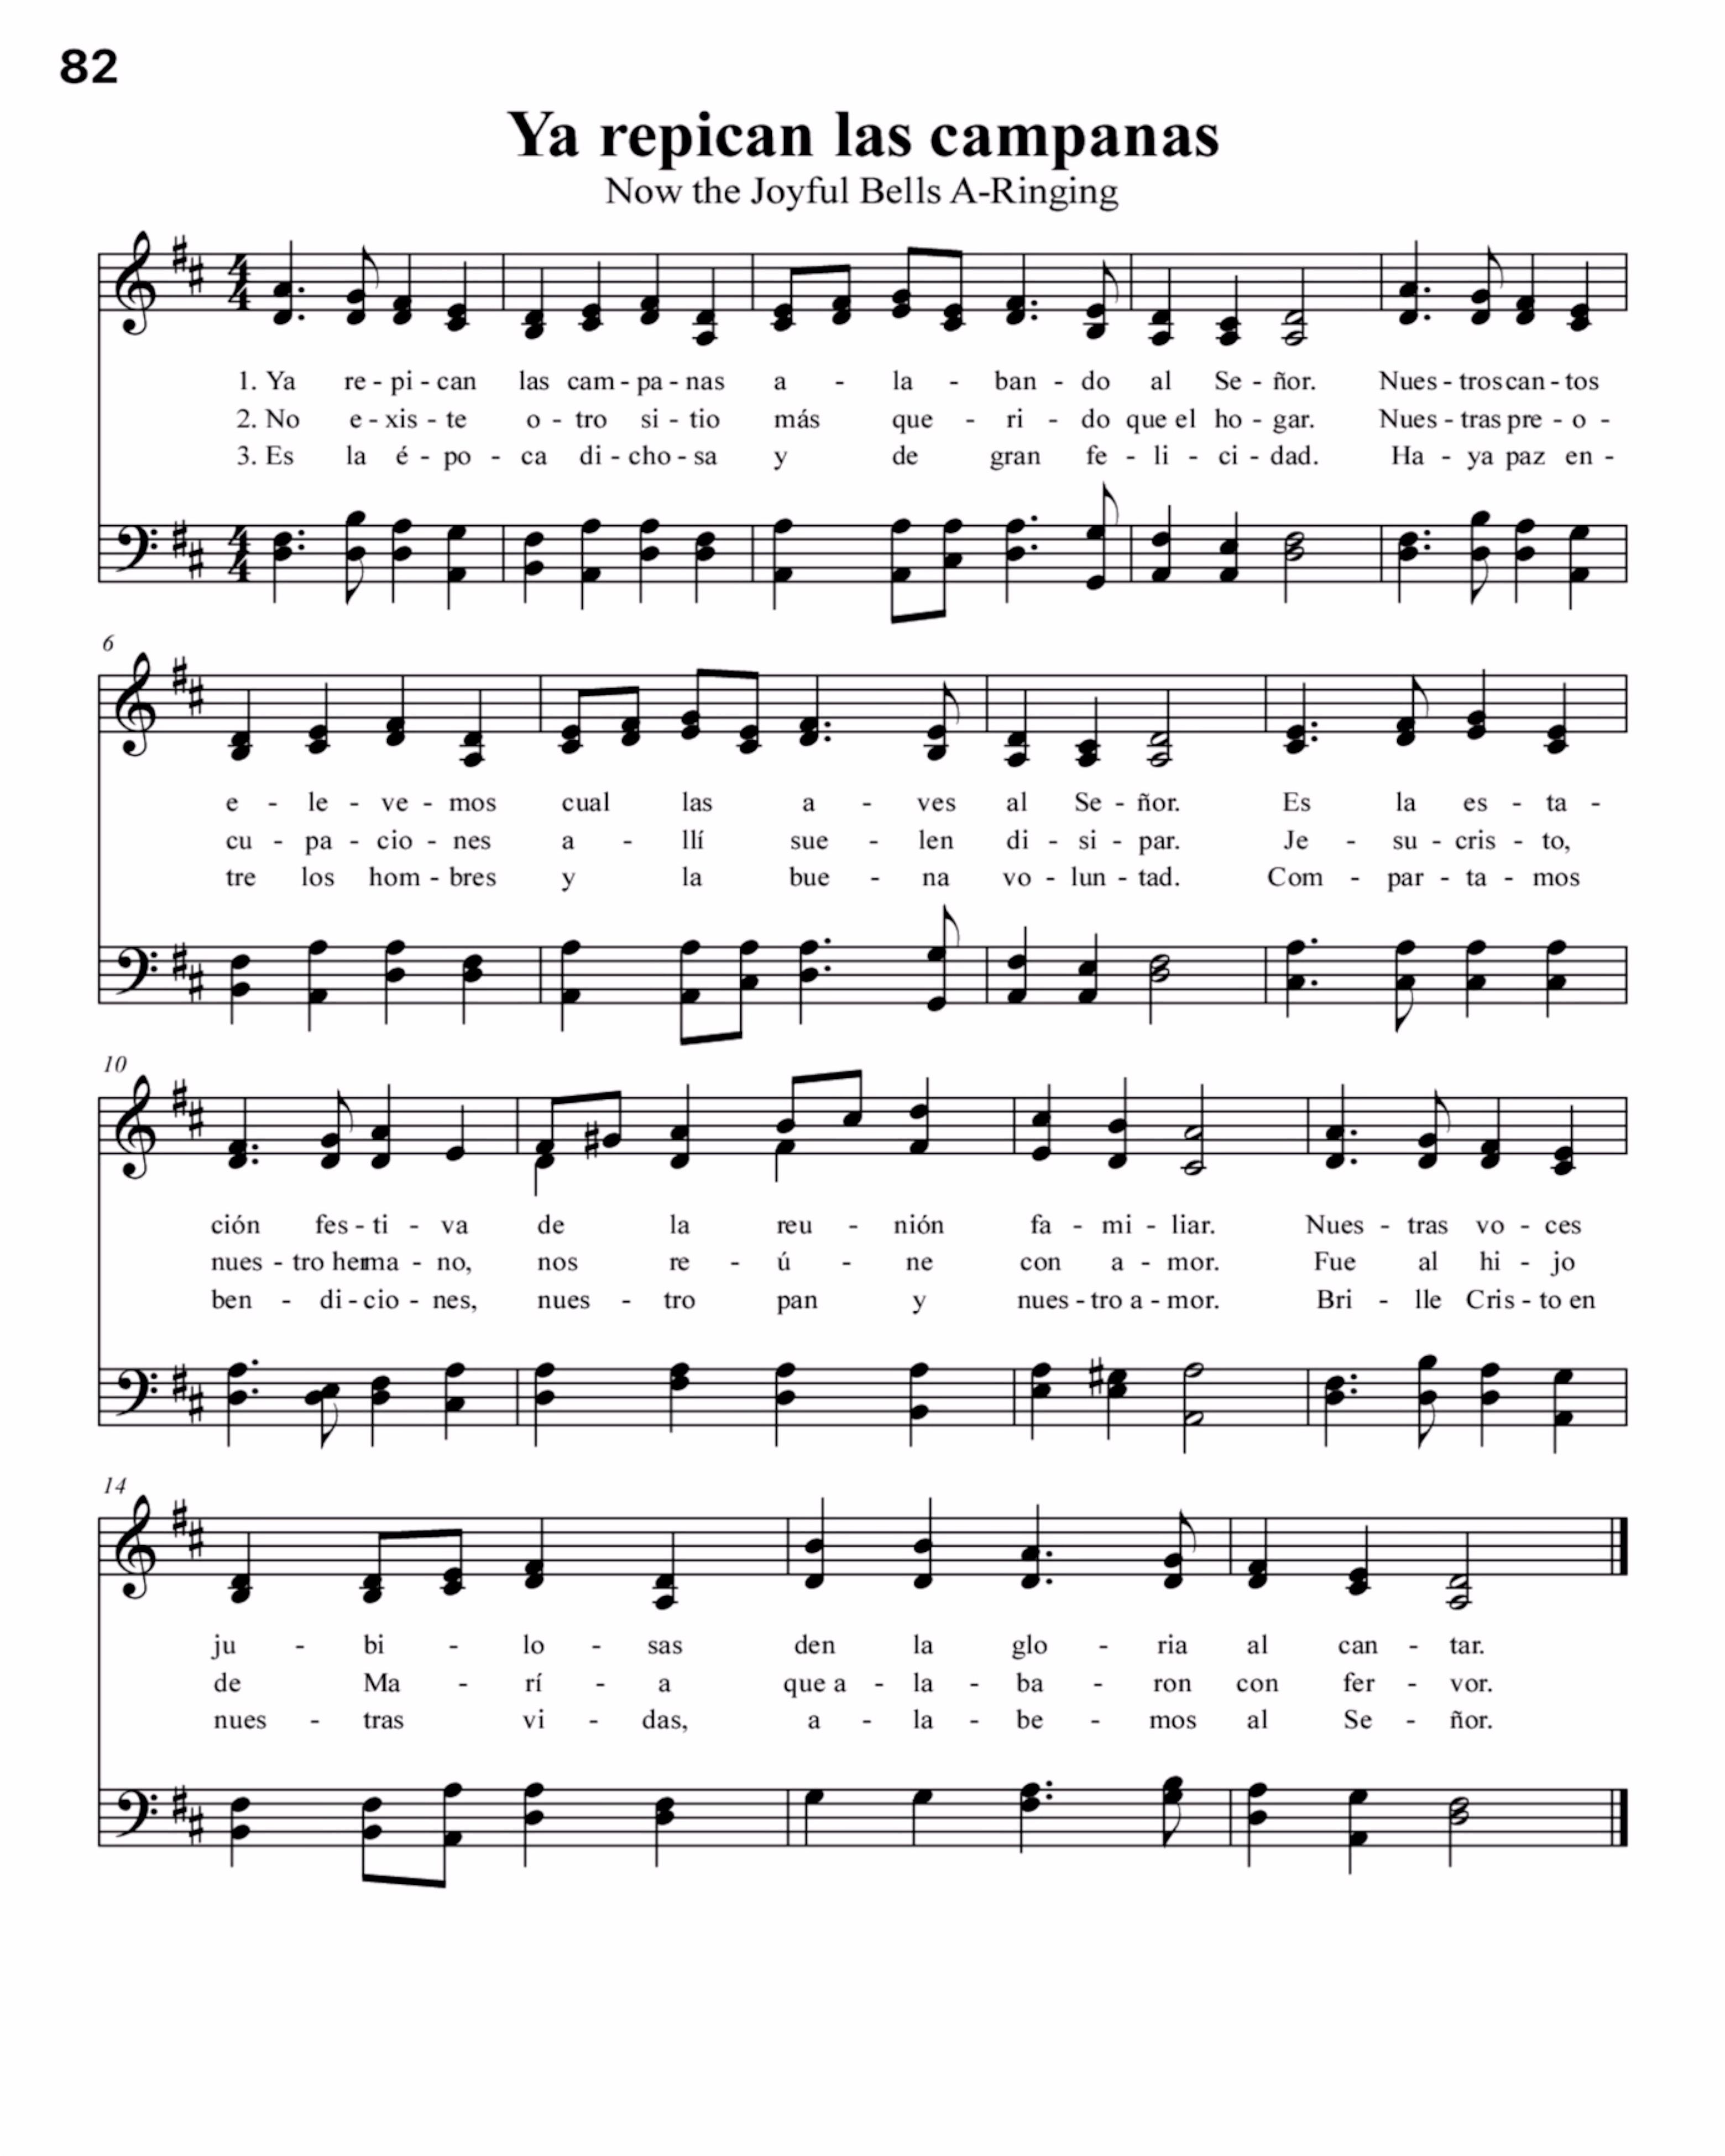 82
Ya repican las campanas
Now the Joyful Bells A-Ringing
1. Ya re - pi - can las cam - pa - nas a - la - ban - do al Se - ñor. Nues - tros can - tos
2. No e - xis - te o - tro si - tio más que - ri - do que el ho - gar. Nues - tras pre - o -
3. Es la é - po - ca di - cho - sa y de gran fe - li - ci - dad. Ha - ya paz en -
6
e - le - ve - mos cual las a - ves al Se - ñor. Es la es - ta -
cu - pa - cio - nes a - llí sue - len di - si - par. Je - su - cris - to,
tre los hom - bres y la bue - na vo - lun - tad. Com - par - ta - mos
10
ción fes - ti - va de la reu - nión fa - mi - liar. Nues - tras vo - ces
nues - tro herma - no, nos re - ú - ne con a - mor. Fue al hi - jo
ben - di - cio - nes, nues - tro pan y nues - tro a - mor. Bri - lle Cris - to en
14
ju - bi - lo - sas den la glo - ria al can - tar.
de Ma - rí - a que a - la - ba - ron con fer - vor.
nues - tras vi - das, a - la - be - mos al Se - ñor.